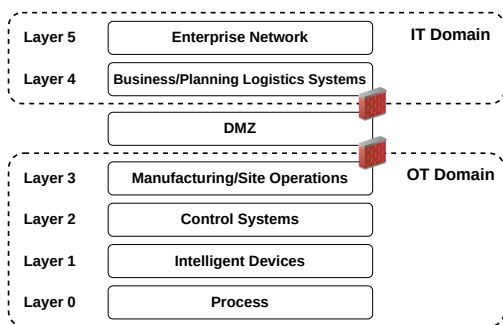 Layer 5 Enterprise Network IT Domain
Layer 4 Business/Planning Logistics Systems
DMZ
Layer 3 Manufacturing/Site Operations OT Domain
Layer 2 Control Systems
Layer 1 Intelligent Devices
Layer 0 Process